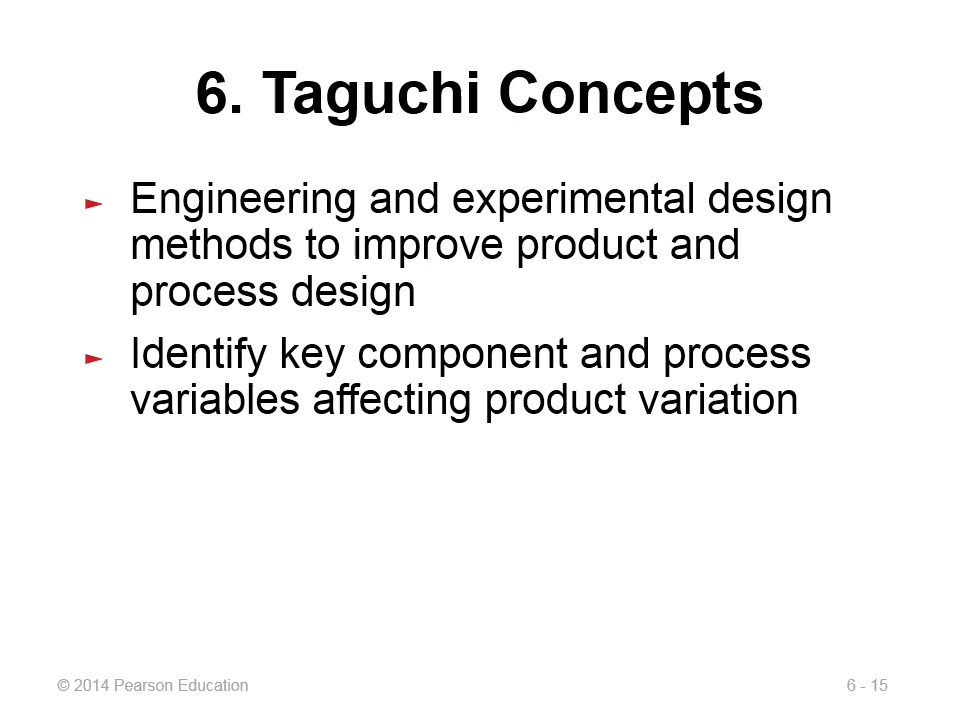 6. Taguchi Concepts
► Engineering and experimental design
methods to improve product and
process design
► Identify key component and process
variables affecting product variation
© 2014 Pearson Education
6 - 15